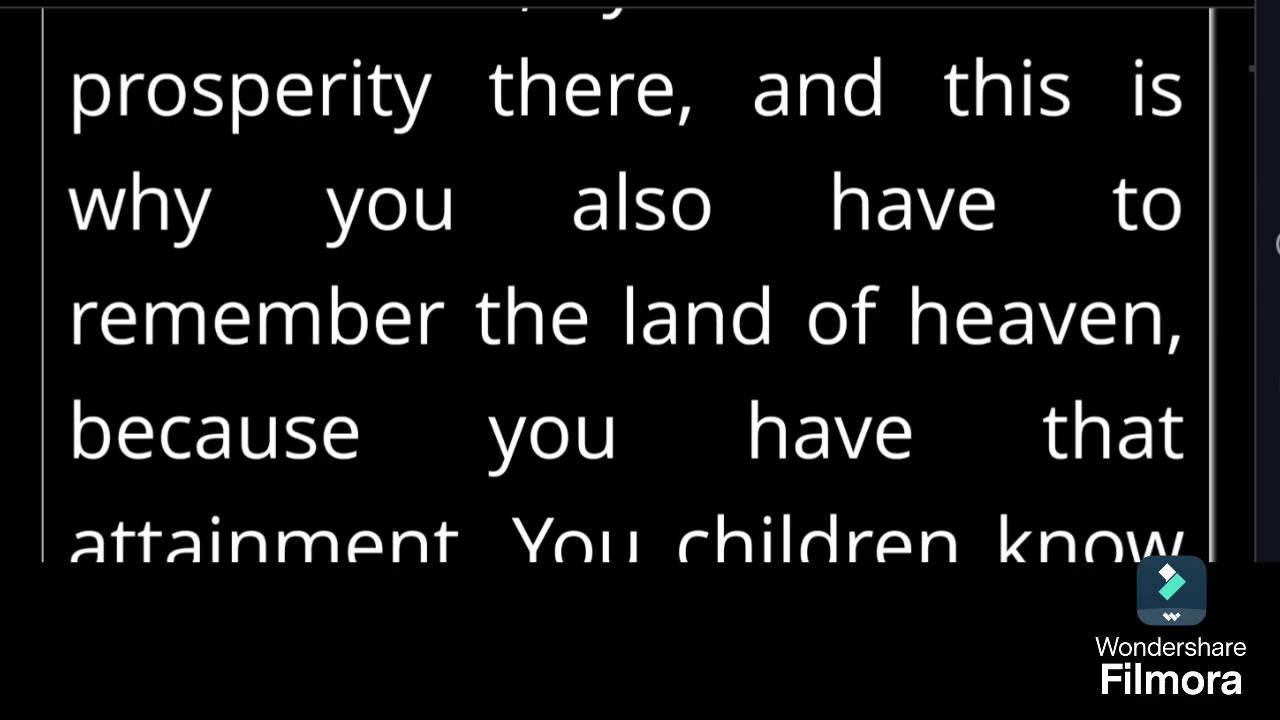 prosperity there, and this is
why you also have to
remember the land of heaven,
because you have that
attainment You children know
Wondershare
Filmora